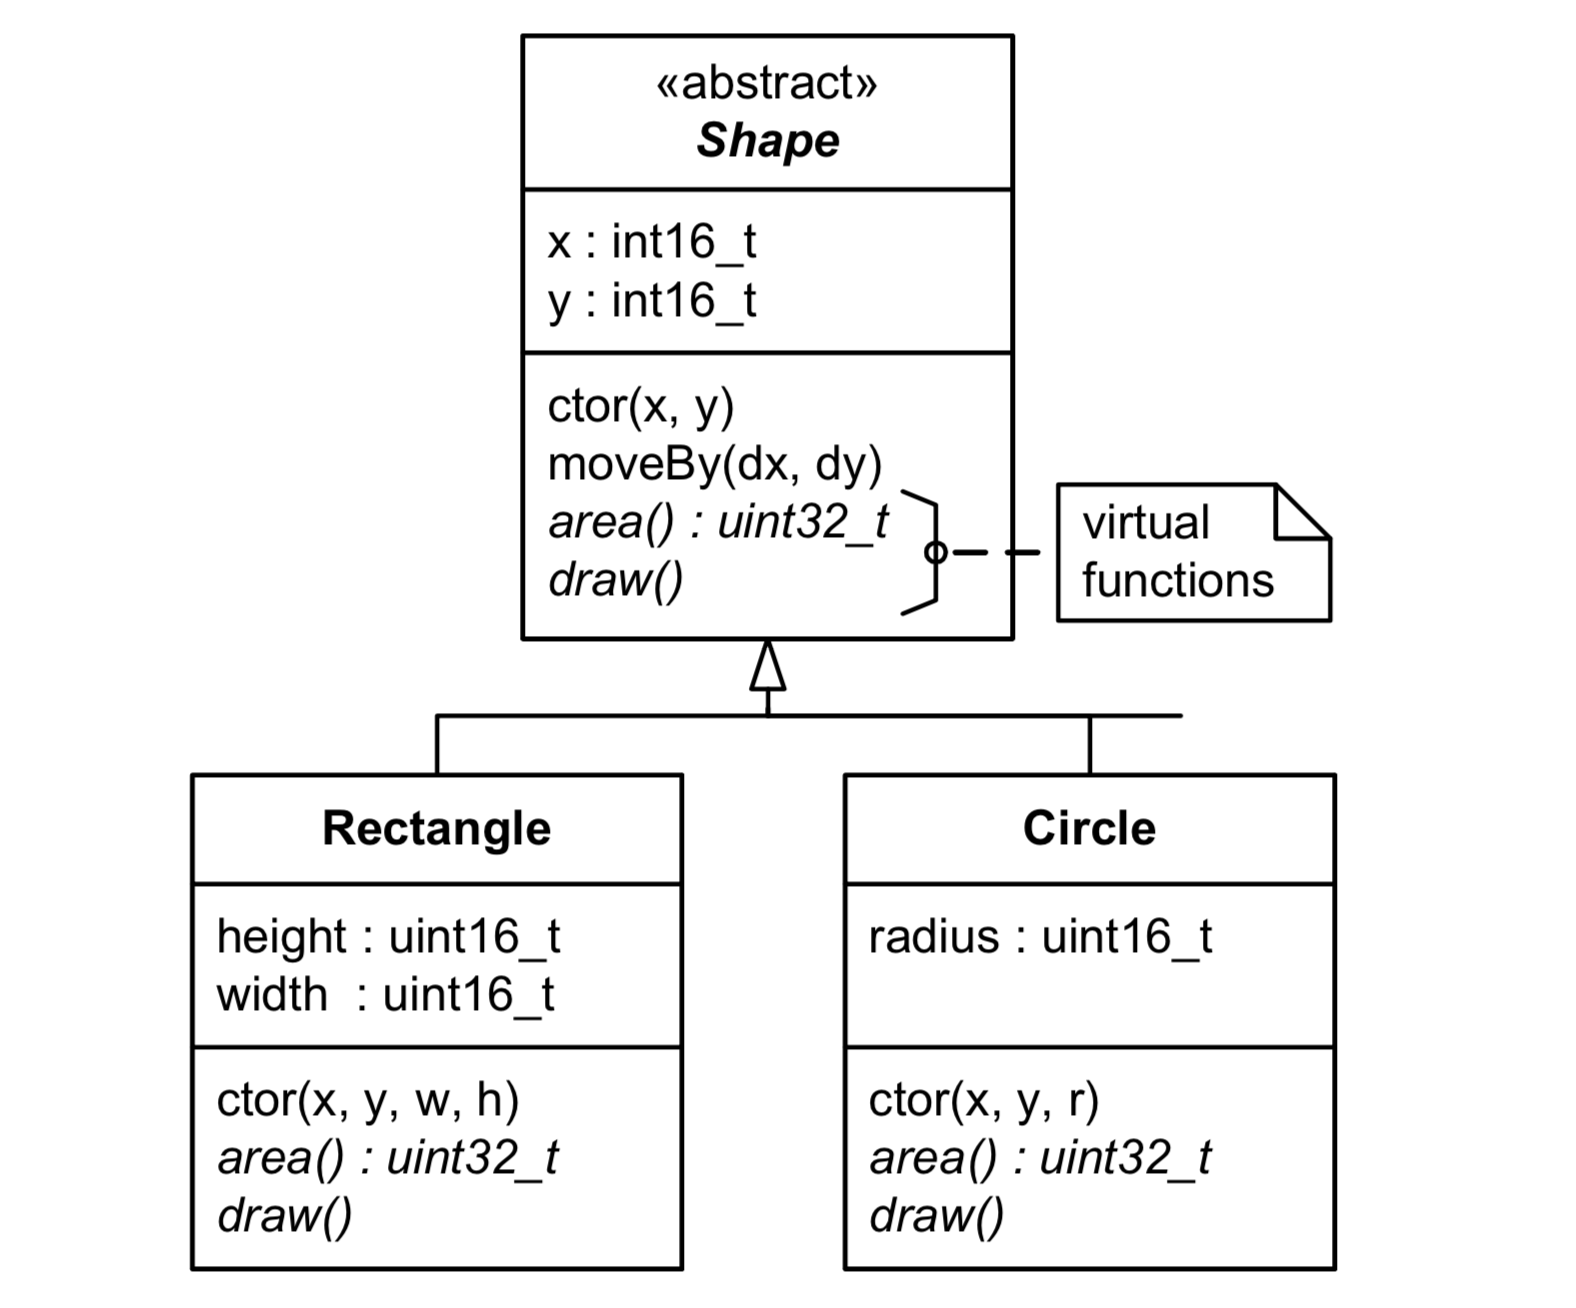 «abstract»
Shape
x : int16_t
y : int16_t
ctor(x, y)
moveBy(dx, dy)
area() : uint32_t
draw()
virtual
functions
Rectangle
height : uint16_t
width : uint16_t
ctor(x, y, w, h)
area() : uint32_t
draw()
Circle
radius : uint16_t
ctor(x, y, r)
area() : uint32_t
draw()